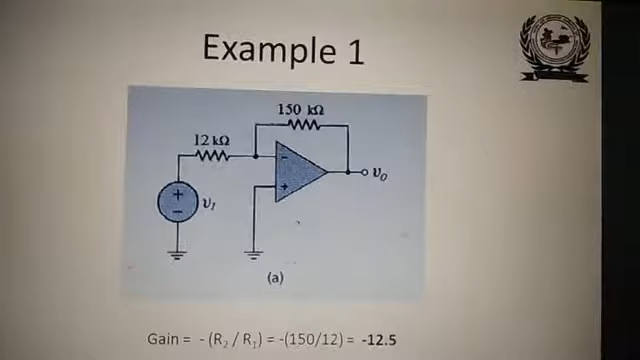 Example 1
150 kΩ
12 kΩ
−
+
υO
+
−
υI
(a)
Gain = - (R2 / R1) = -(150/12) = -12.5